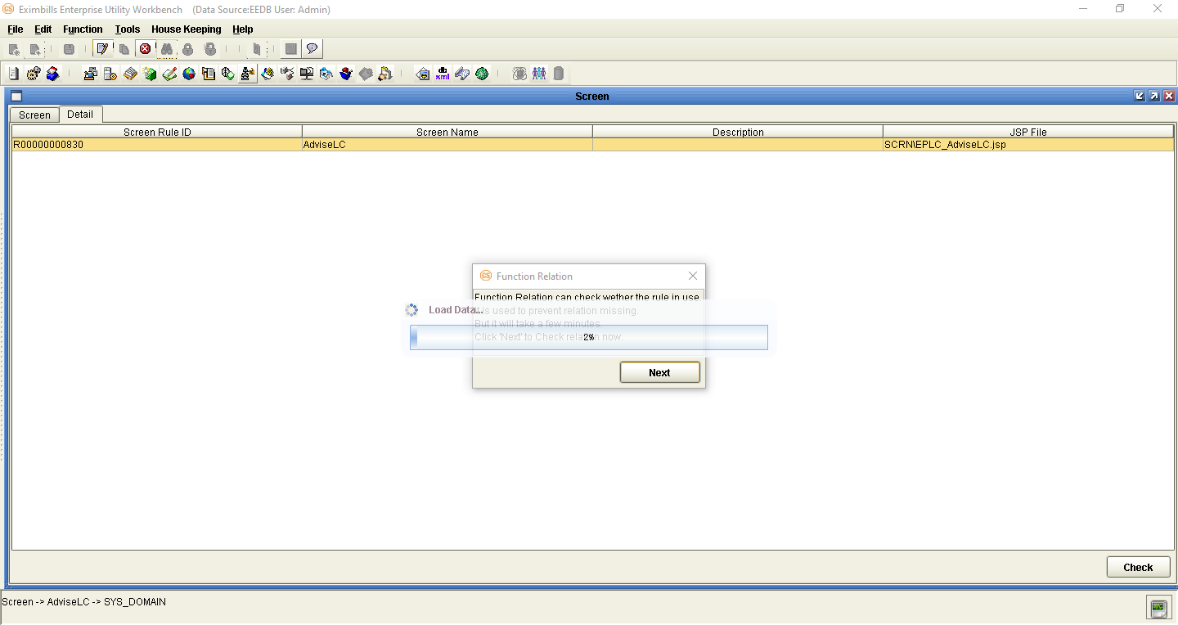 Eximbills Enterprise Utility Workbench (Data Source:EEDB User: Admin)
File Edit Function Tools House Keeping Help
Screen
Screen Detail
Screen Rule ID Screen Name Description JSP File
R00000000830 AdviseLC SCRN\EPLC_AdviseLC.jsp
Function Relation
Function Relation can check wether the rule in use
Load Data... is used to prevent relation missing.
But it will take a few minutes.
Click 'Next' to Check relation now
2%
Next
Check
Screen -> AdviseLC -> SYS_DOMAIN